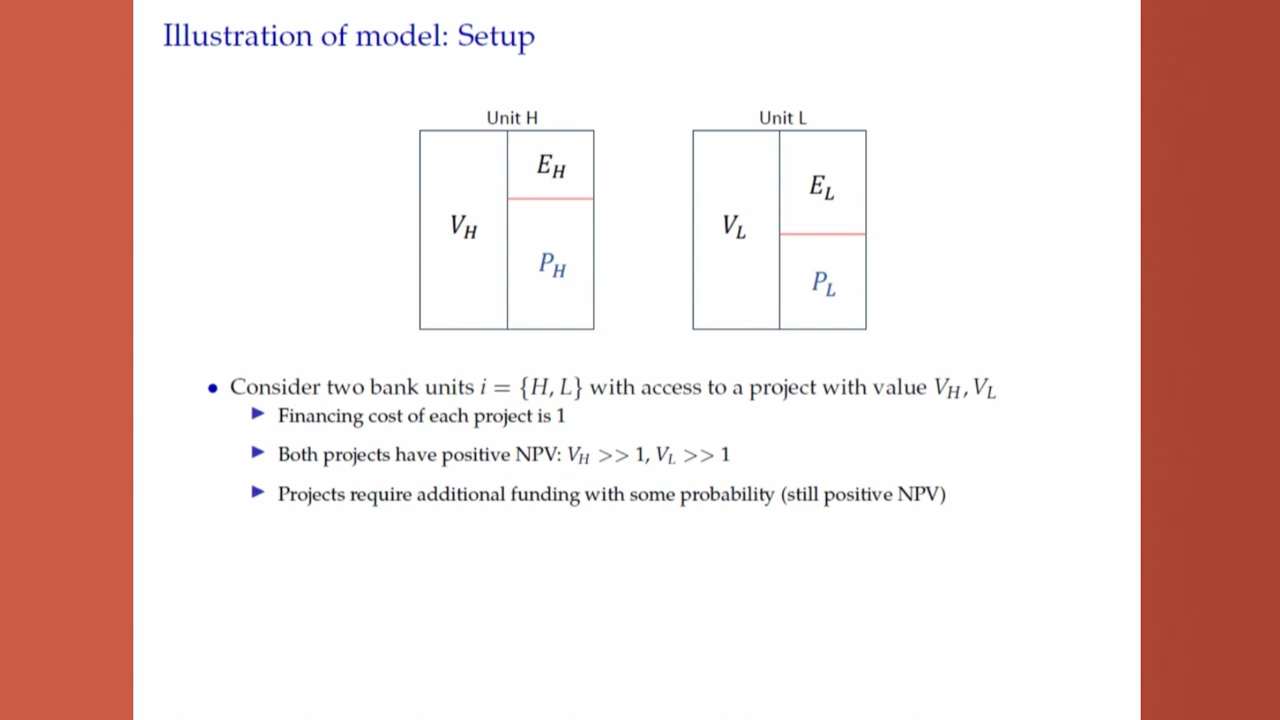 Illustration of model: Setup
Unit H
Unit L
V_H
E_H
P_H
V_L
E_L
P_L
• Consider two bank units i = {H, L} with access to a project with value V_H, V_L
▶ Financing cost of each project is 1
▶ Both projects have positive NPV: V_H >> 1, V_L >> 1
▶ Projects require additional funding with some probability (still positive NPV)